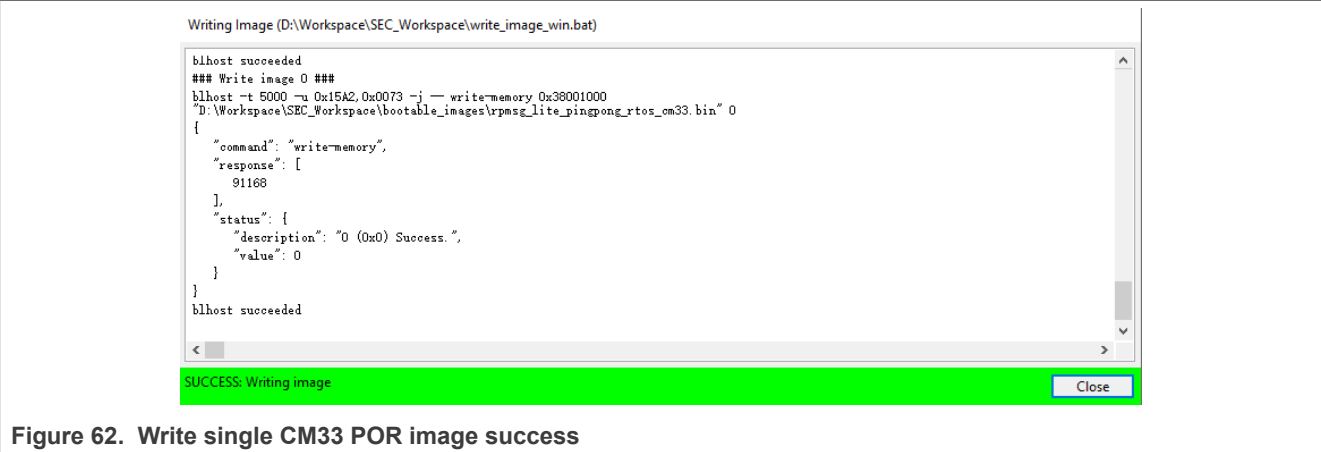 Writing Image (D:\Workspace\SEC_Workspace\write_image_win.bat)
blhost succeeded
### Write image 0 ###
blhost -t 5000 -u 0x15A2,0x0073 -j -- write-memory 0x38001000
"D:\Workspace\SEC_Workspace\bootable_images\rpmsg_lite_pingpong_rtos_cm33.bin" 0
{
"command": "write-memory",
"response": [
91168
],
"status": {
"description": "0 (0x0) Success.",
"value": 0
}
}
blhost succeeded
SUCCESS: Writing image
Close
Figure 62. Write single CM33 POR image success